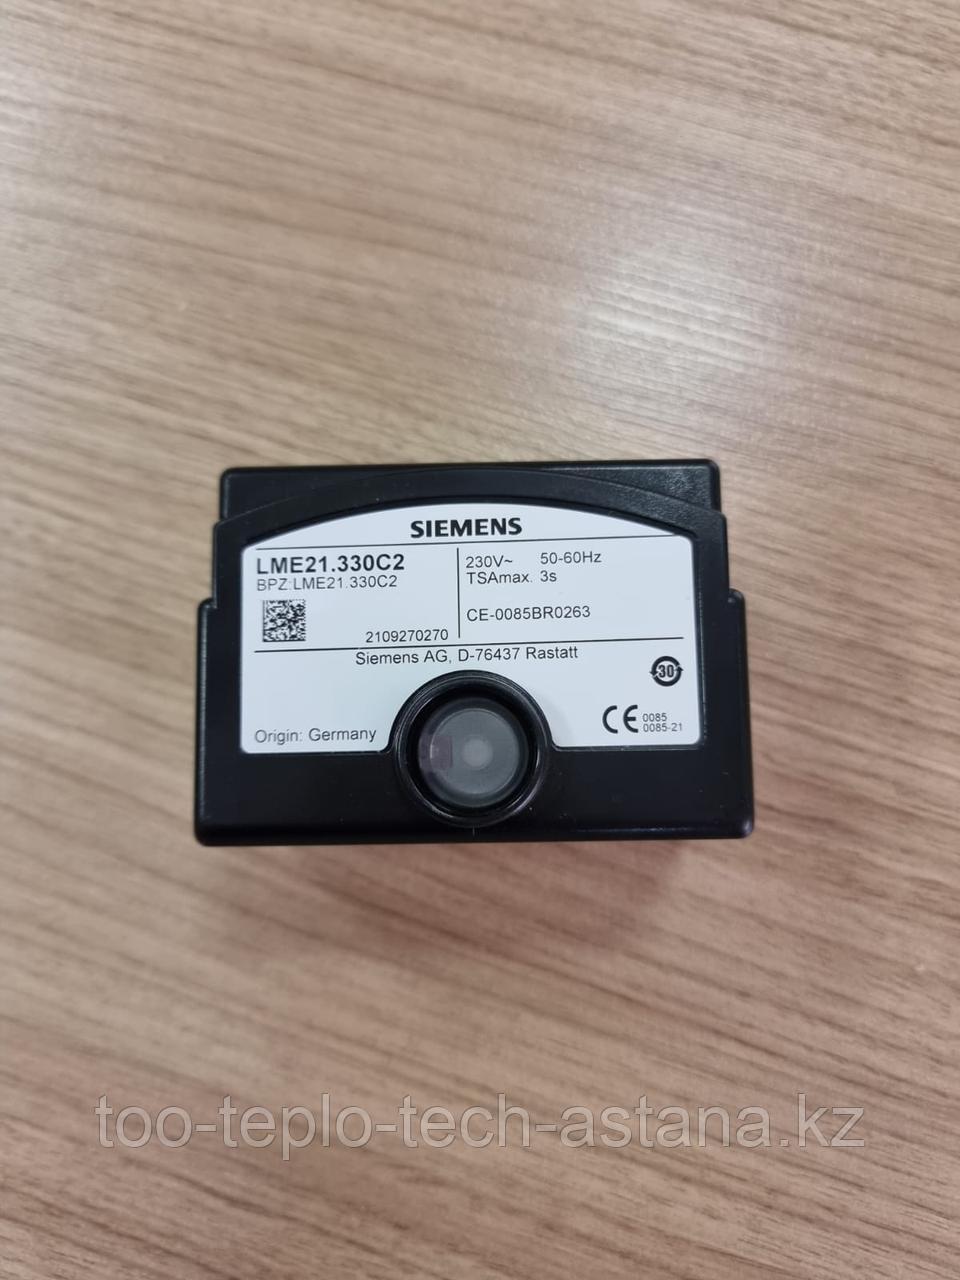 SIEMENS
LME21.330C2
BPZ:LME21.330C2
2109270270
230V~ 50-60Hz
TSAmax. 3s
CE-0085BR0263
Siemens AG, D-76437 Rastatt
30
Origin: Germany
CE 0085
0085-21
too-teplo-tech-astana.kz